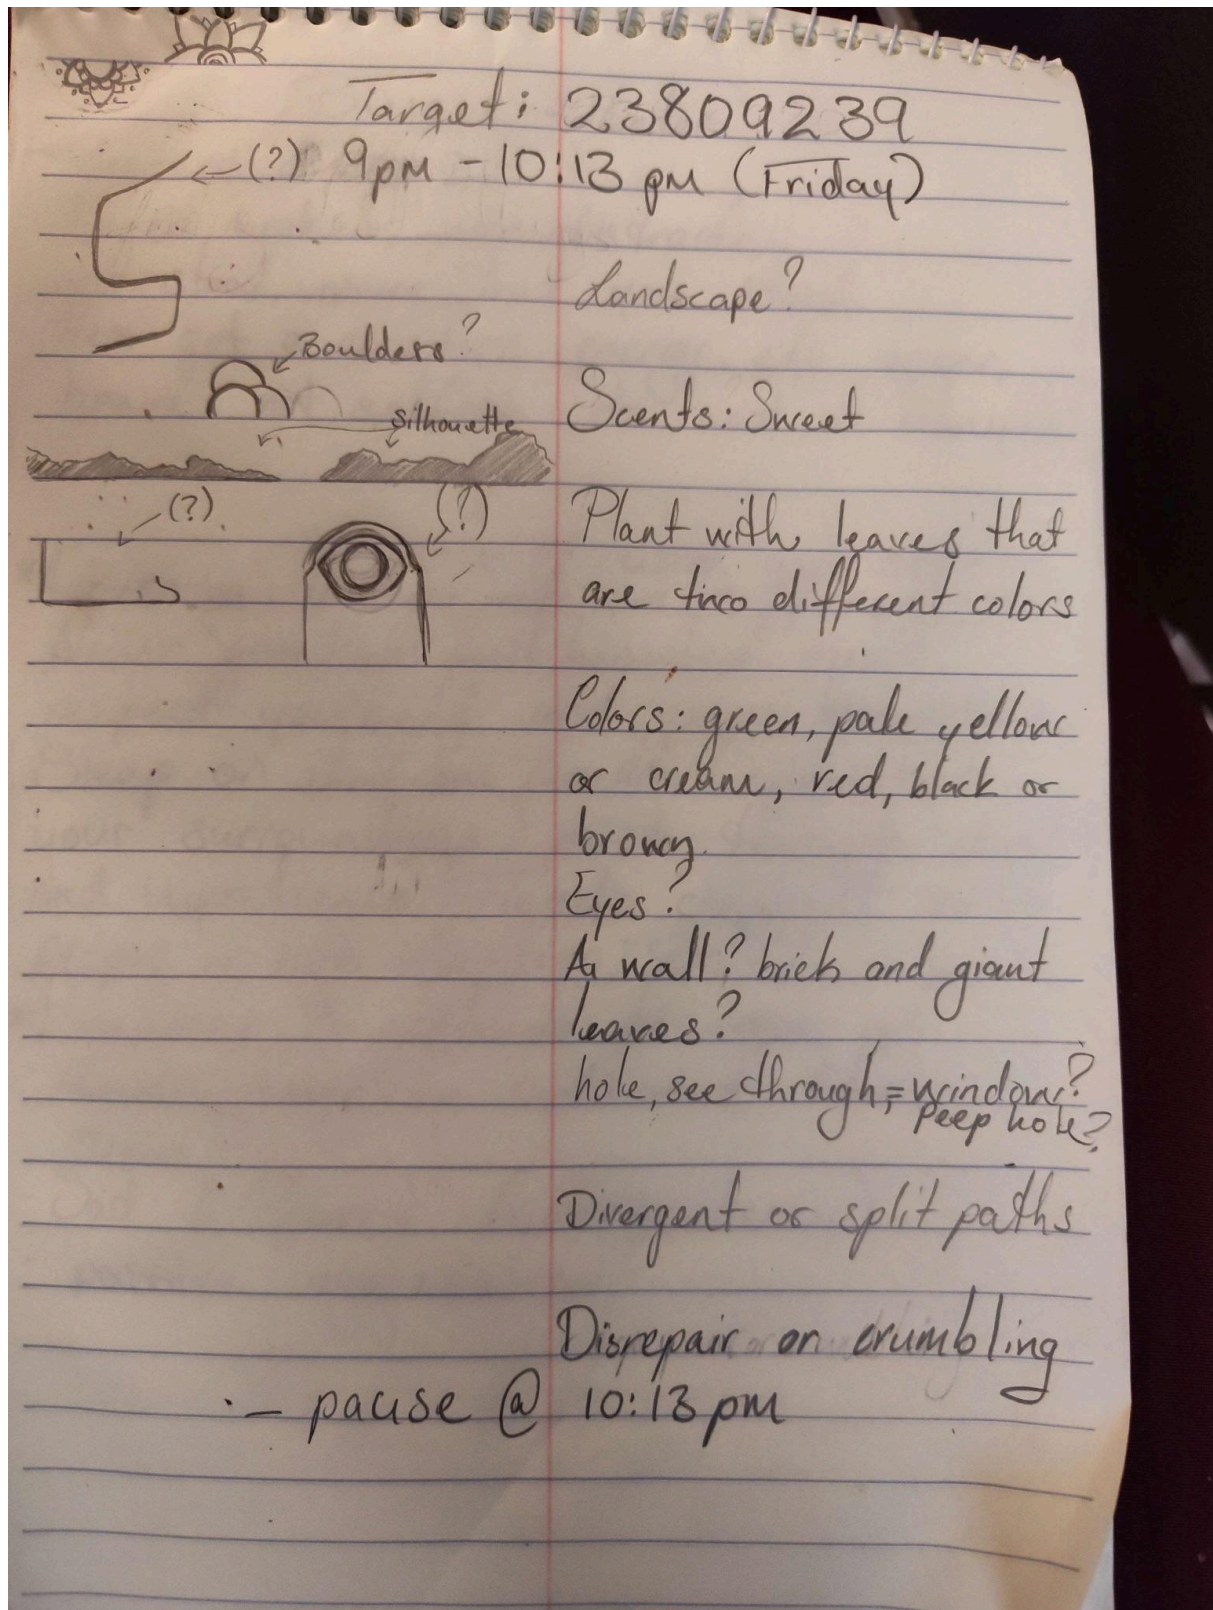 Target: 23809239
(?) 9pm - 10:13 pm (Friday)
Landscape?
Boulders?
Scents: Sweet
Silhouette
(?)
(?)
Plant with leaves that
are two different colors
Colors: green, pale yellow
or cream, red, black or
brown
Eyes?
A wall? brick and giant
leaves?
hole, see through, = window?
Peep hole?
Divergent or split paths
Disrepair or crumbling
- pause @ 10:13 pm